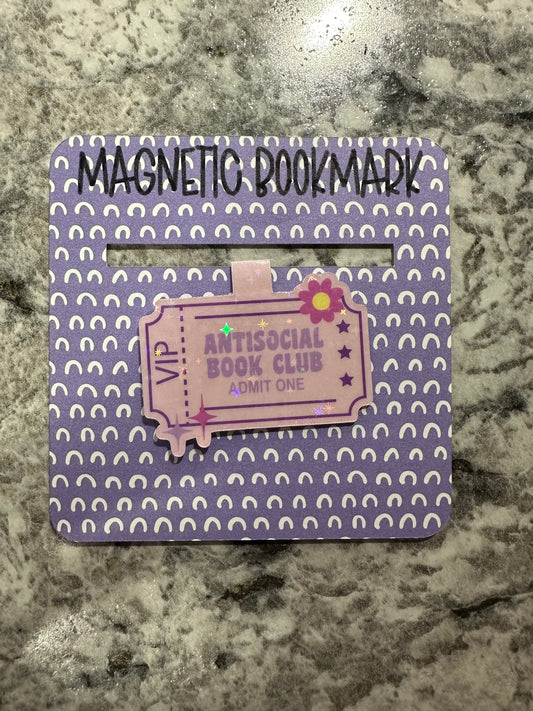 MAGNETIC BOOKMARK
VIP
ANTISOCIAL
BOOK CLUB
ADMIT ONE